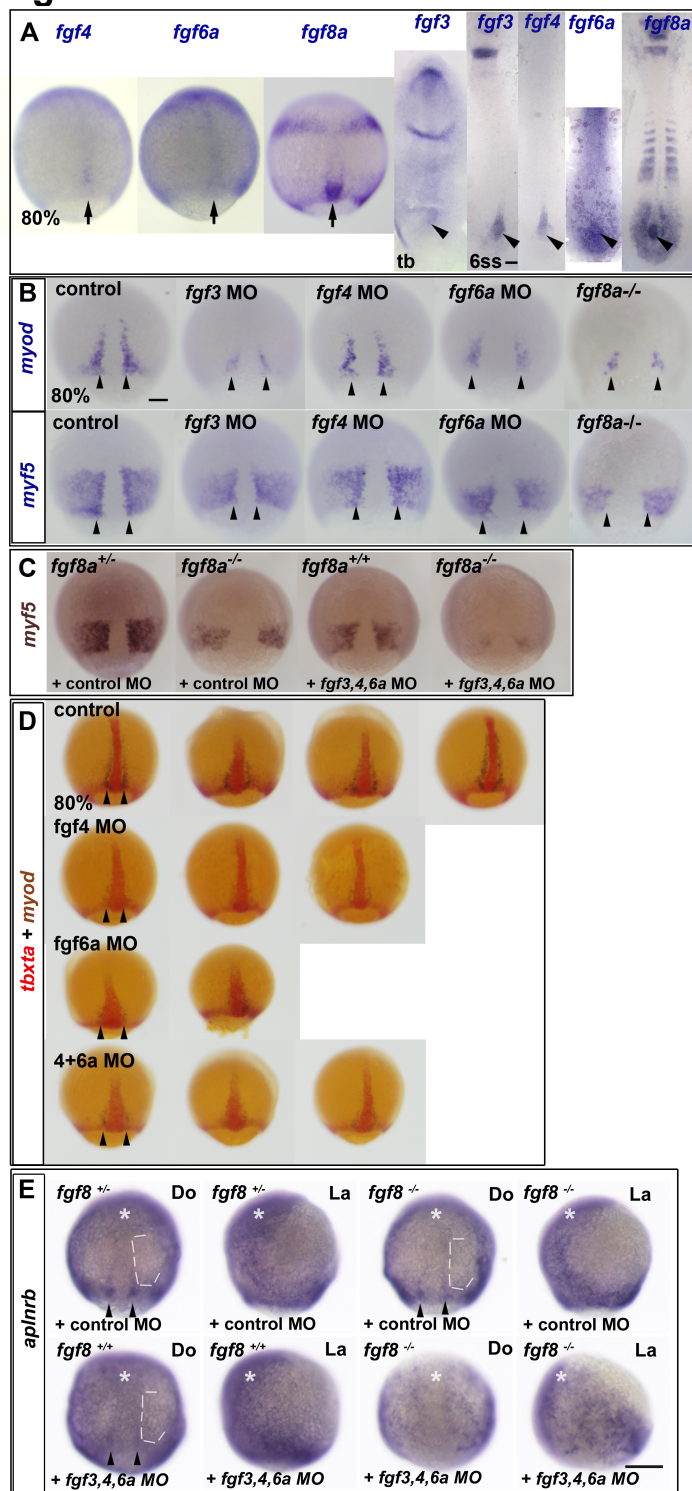 A
fgf4 fgf6a fgf8a fgf3 fgf3 fgf4 fgf6a fgf8a
80% tb 6ss
B
myod
control fgf3 MO fgf4 MO fgf6a MO fgf8a-/-
80%
myf5
control fgf3 MO fgf4 MO fgf6a MO fgf8a-/-
C
myf5
fgf8a+/- fgf8a-/- fgf8a+/+ fgf8a-/-
+ control MO + control MO + fgf3,4,6a MO + fgf3,4,6a MO
D
tbxta + myod
control
80%
fgf4 MO
fgf6a MO
4+6a MO
E
aplnrb
fgf8 +/- Do fgf8 +/- La fgf8 -/- Do fgf8 -/- La
* * * *
+ control MO + control MO + control MO + control MO
fgf8 +/+ Do fgf8 +/+ La fgf8 -/- Do fgf8 -/- La
* * * *
+ fgf3,4,6a MO + fgf3,4,6a MO + fgf3,4,6a MO + fgf3,4,6a MO